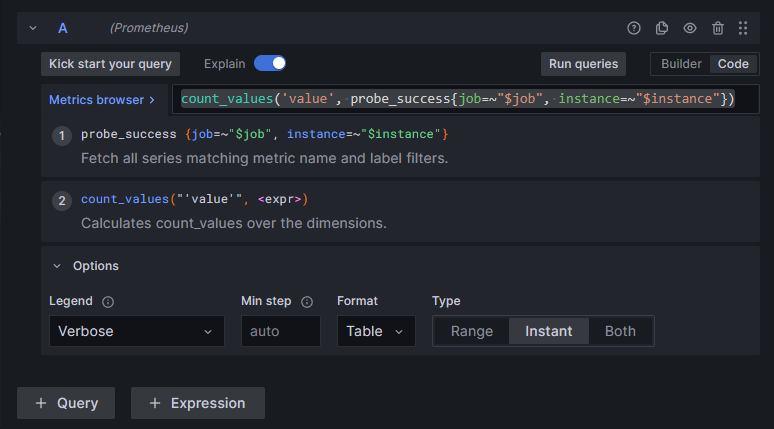 A (Prometheus)
Kick start your query Explain Run queries Builder Code
Metrics browser > count_values('value', probe_success{job=~"$job", instance=~"$instance"})
1 probe_success {job=~"$job", instance=~"$instance"}
Fetch all series matching metric name and label filters.
2 count_values("'value'", <expr>)
Calculates count_values over the dimensions.
Options
Legend Min step Format Type
Verbose auto Table Range Instant Both
+ Query + Expression